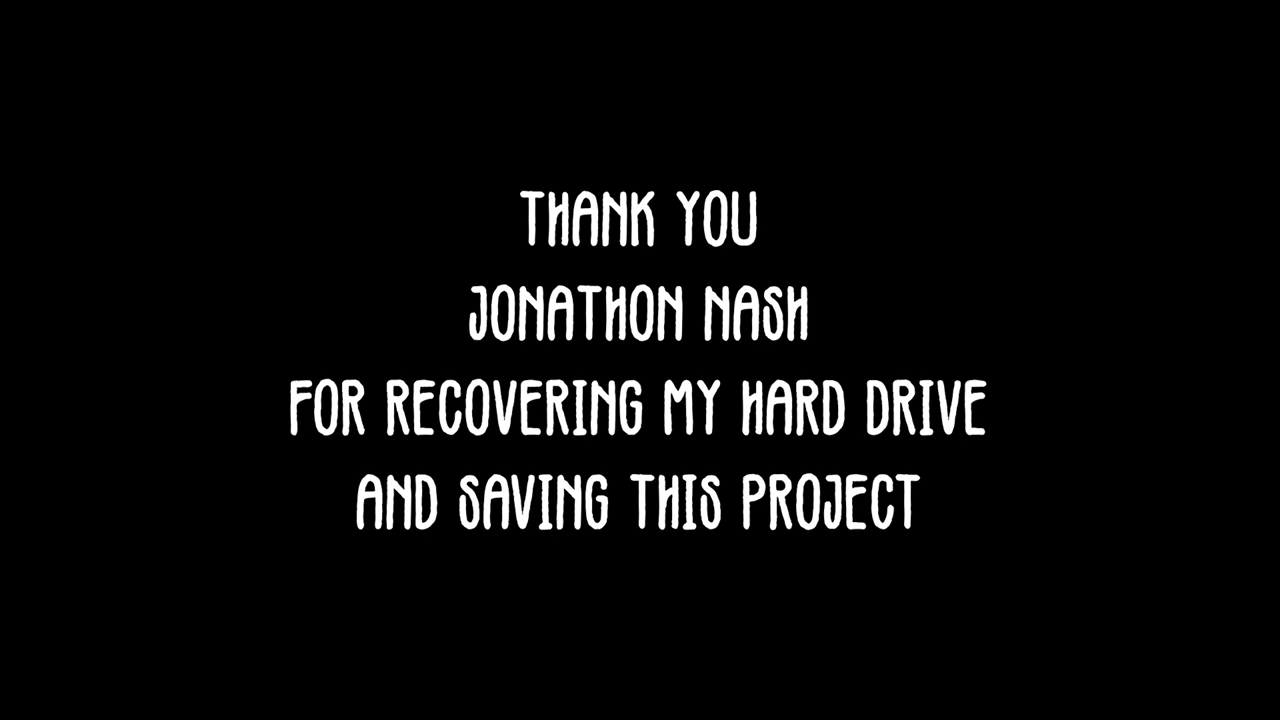 THANK YOU
JONATHON NASH
FOR RECOVERING MY HARD DRIVE
AND SAVING THIS PROJECT